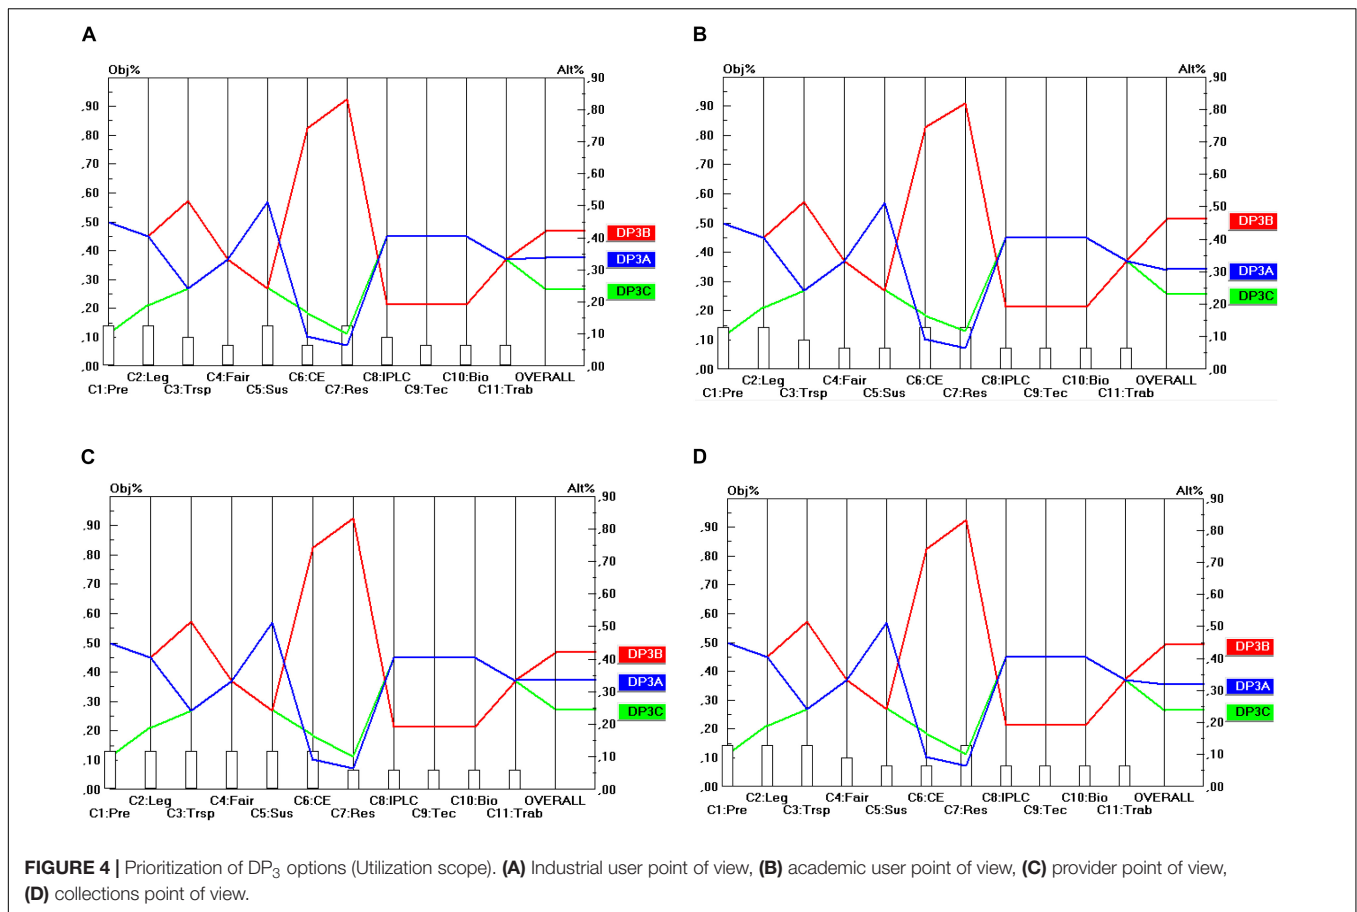 A
Obj%
Alt%
,90
,80
,70
,60
,50
,40
,30
,20
,10
,00
,90
,80
,70
,60
,50
,40
,30
,20
,10
,00
DP3B
DP3A
DP3C
C2:Leg C4:Fair C6:CE C8:IPLC C10:Bio OVERALL
C1:Pre C3:Trsp C5:Sus C7:Res C9:Tec C11:Trab
B
Obj%
Alt%
,90
,80
,70
,60
,50
,40
,30
,20
,10
,00
,90
,80
,70
,60
,50
,40
,30
,20
,10
,00
DP3B
DP3A
DP3C
C2:Leg C4:Fair C6:CE C8:IPLC C10:Bio OVERALL
C1:Pre C3:Trsp C5:Sus C7:Res C9:Tec C11:Trab
C
Obj%
Alt%
,90
,80
,70
,60
,50
,40
,30
,20
,10
,00
,90
,80
,70
,60
,50
,40
,30
,20
,10
,00
DP3B
DP3A
DP3C
C2:Leg C4:Fair C6:CE C8:IPLC C10:Bio OVERALL
C1:Pre C3:Trsp C5:Sus C7:Res C9:Tec C11:Trab
D
Obj%
Alt%
,90
,80
,70
,60
,50
,40
,30
,20
,10
,00
,90
,80
,70
,60
,50
,40
,30
,20
,10
,00
DP3B
DP3A
DP3C
C2:Leg C4:Fair C6:CE C8:IPLC C10:Bio OVERALL
C1:Pre C3:Trsp C5:Sus C7:Res C9:Tec C11:Trab
FIGURE 4 | Prioritization of DP₃ options (Utilization scope). (A) Industrial user point of view, (B) academic user point of view, (C) provider point of view,
(D) collections point of view.